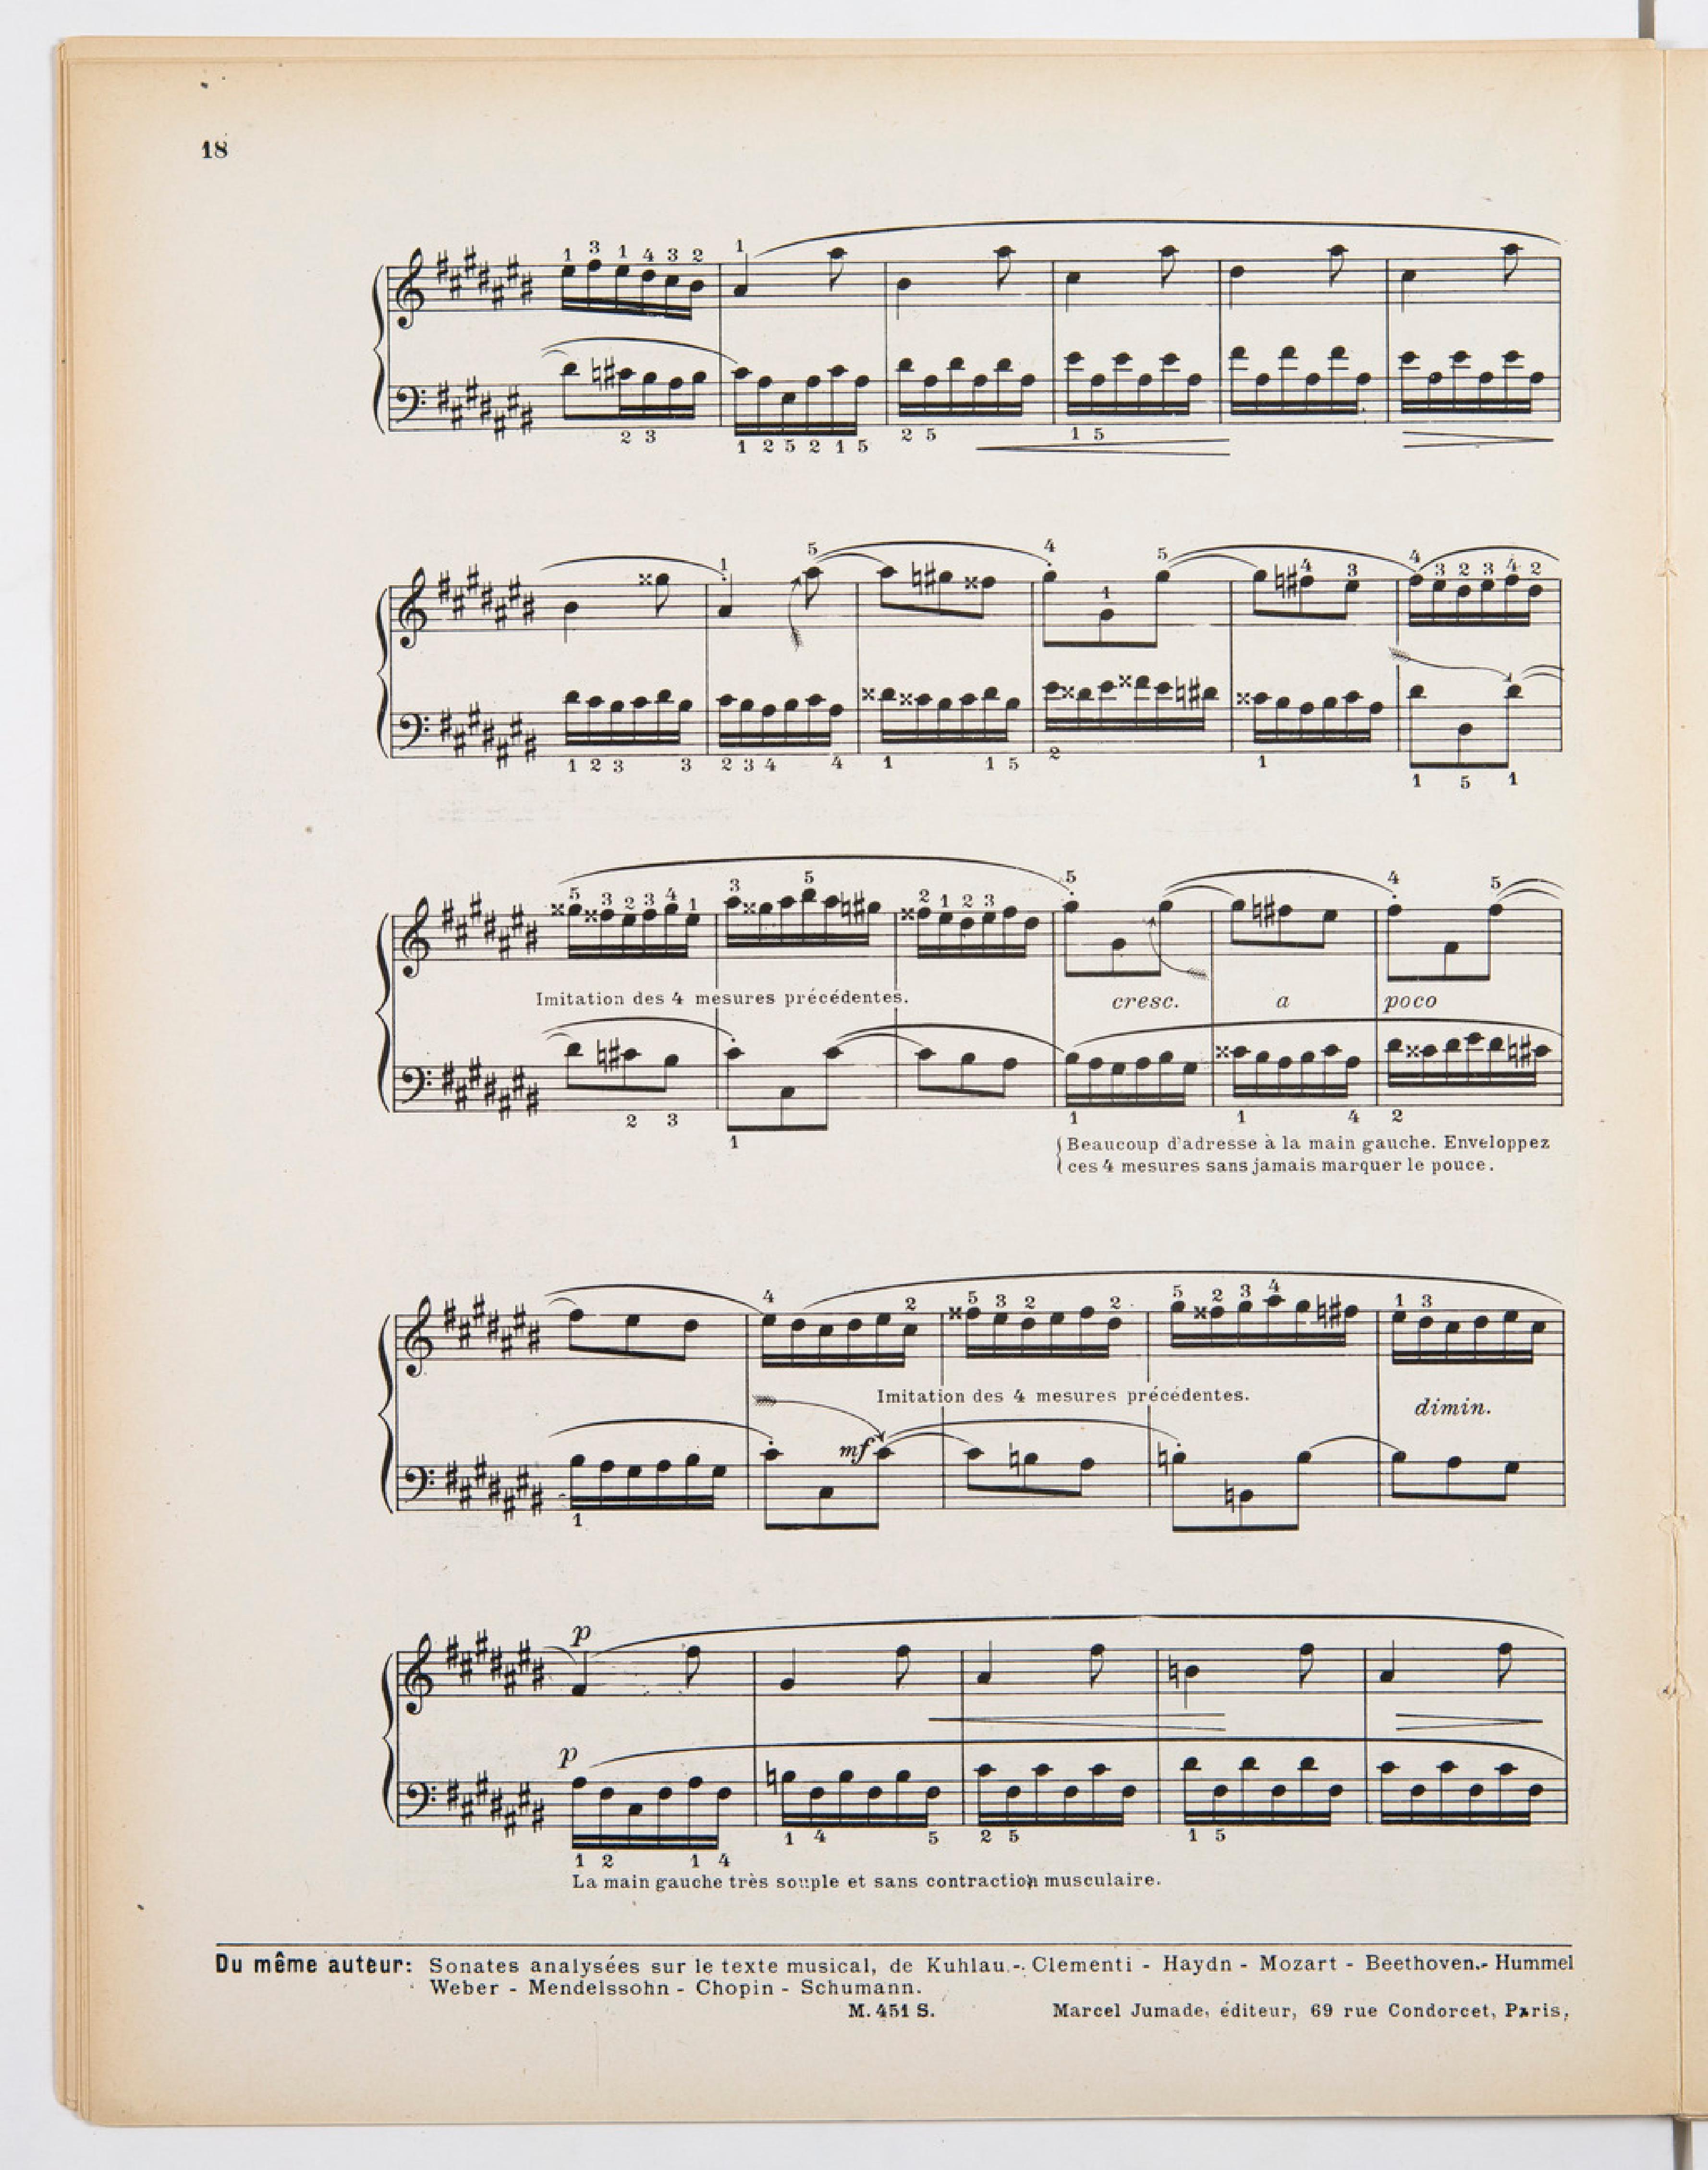 18
1 3 1 4 3 2 1
2 3 1 2 5 2 1 5 2 5 1 5
1 5 4 1 5 4 3 4 3 2 3 4 2
1 2 3 3 2 3 4 4 1 1 5 2 1 1 5 1
5 3 2 3 4 1 3 5 2 1 2 3 5 4 5
Imitation des 4 mesures précédentes. cresc. a poco
2 3 1 1 1 4 2
Beaucoup d'adresse à la main gauche. Enveloppez
ces 4 mesures sans jamais marquer le pouce.
4 2 5 3 2 2 5 2 3 4 1 3
Imitation des 4 mesures précédentes. dimin.
mf
1
p
p
1 2 1 4 1 4 5 2 5 1 5
La main gauche très souple et sans contraction musculaire.
Du même auteur: Sonates analysées sur le texte musical, de Kuhlau.- Clementi - Haydn - Mozart - Beethoven.- Hummel
Weber - Mendelssohn - Chopin - Schumann.
M. 451 S. Marcel Jumade, éditeur, 69 rue Condorcet, Paris,